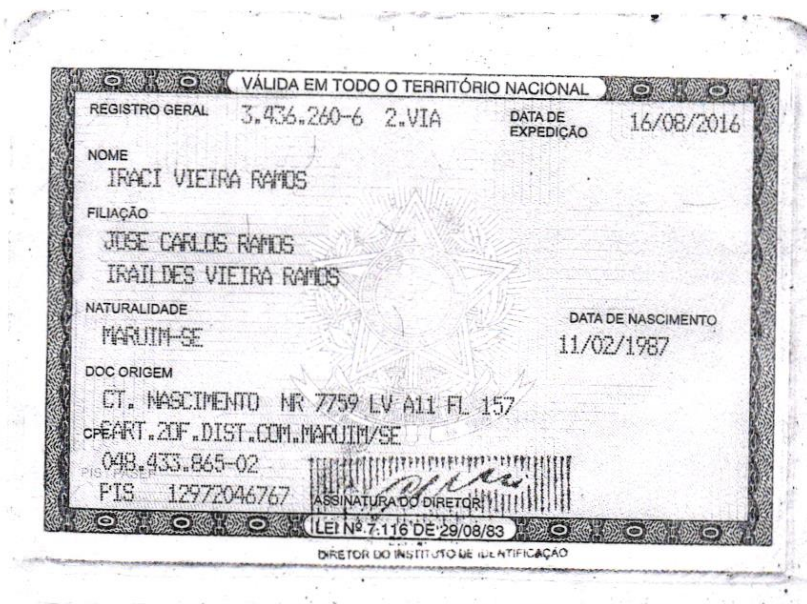 VÁLIDA EM TODO O TERRITÓRIO NACIONAL
REGISTRO GERAL 3.436.260-6 2.VIA DATA DE EXPEDIÇÃO 16/08/2016
NOME
IRACI VIEIRA RAMOS
FILIAÇÃO
JOSE CARLOS RAMOS
IRAILDES VIEIRA RAMOS
NATURALIDADE DATA DE NASCIMENTO
MARUIM-SE 11/02/1987
DOC ORIGEM
CT. NASCIMENTO NR 7759 LV A11 FL 157
CPF CART.2OF.DIST.COM.MARUIM/SE
048.433.865-02
PIS 12972046767 ASSINATURA DO DIRETOR
LEI Nº 7.116 DE 29/08/83
DIRETOR DO INSTITUTO DE IDENTIFICAÇÃO